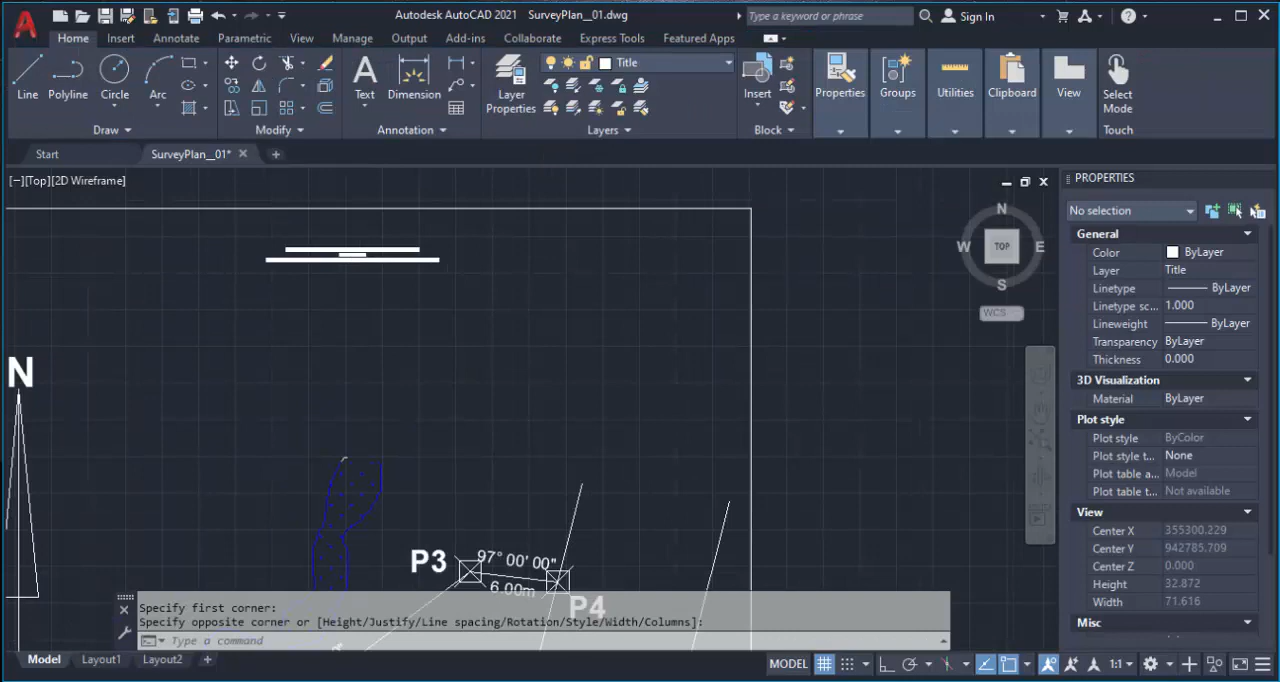 Autodesk AutoCAD 2021 SurveyPlan_01.dwg
Type a keyword or phrase
Sign In
Home Insert Annotate Parametric View Manage Output Add-ins Collaborate Express Tools Featured Apps
Line Polyline Circle Arc
Text Dimension
Layer Properties
Title
Insert
Properties Groups Utilities Clipboard View Select Mode
Draw Modify Annotation Layers Block Touch
Start SurveyPlan_01*
[−][Top][2D Wireframe]
N
W TOP E
S
WCS
N
P3
97° 00' 00"
6.00m
P4
Specify first corner:
Specify opposite corner or [Height/Justify/Line spacing/Rotation/Style/Width/Columns]:
Type a command
Model Layout1 Layout2
MODEL 1:1
PROPERTIES
No selection
General
Color ByLayer
Layer Title
Linetype ByLayer
Linetype sc... 1.000
Lineweight ByLayer
Transparency ByLayer
Thickness 0.000
3D Visualization
Material ByLayer
Plot style
Plot style ByColor
Plot style t... None
Plot table a... Model
Plot table t... Not available
View
Center X 355300.229
Center Y 942785.709
Center Z 0.000
Height 32.872
Width 71.616
Misc